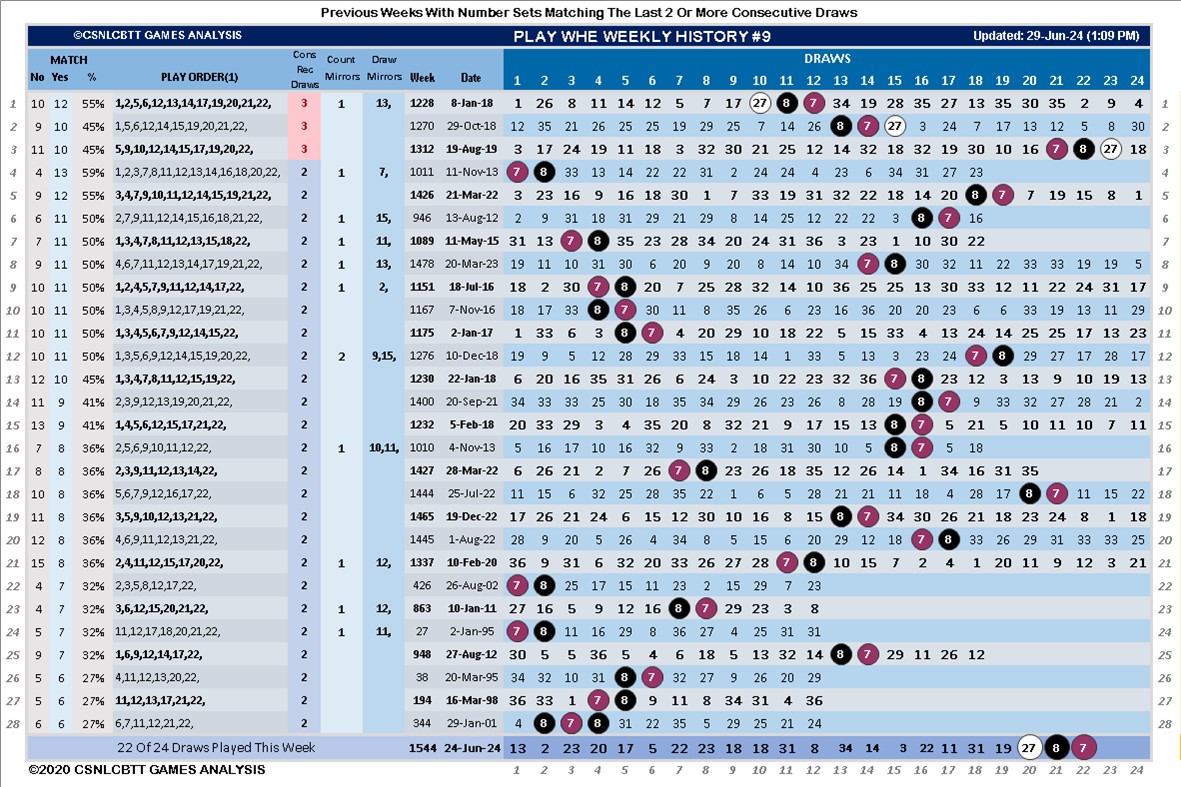 Previous Weeks With Number Sets Matching The Last 2 Or More Consecutive Draws
©CSNLCBTT GAMES ANALYSIS PLAY WHE WEEKLY HISTORY #9 Updated: 29-Jun-24 (1:09 PM)
MATCH Cons Rec Draws Count Mirrors Draw Mirrors DRAWS
No Yes % PLAY ORDER(1) Week Date 1 2 3 4 5 6 7 8 9 10 11 12 13 14 15 16 17 18 19 20 21 22 23 24
1 10 12 55% 1,2,5,6,12,13,14,17,19,20,21,22, 3 1 13, 1228 8-Jan-18 1 26 8 11 14 12 5 7 17 27 8 7 34 19 28 35 27 13 35 30 35 2 9 4 1
2 9 10 45% 1,5,6,12,14,15,19,20,21,22, 3 1270 29-Oct-18 12 35 21 26 25 25 19 29 25 7 14 26 8 7 27 3 24 7 17 13 12 5 8 30 2
3 11 10 45% 5,9,10,12,14,15,17,19,20,22, 3 1312 19-Aug-19 3 17 24 19 11 18 3 32 30 21 25 12 14 14 32 18 32 19 30 10 16 7 8 27 18 3
4 4 13 59% 1,2,3,7,8,11,12,13,14,16,18,20,22, 2 1 7, 1011 11-Nov-13 7 8 33 13 14 22 22 31 2 24 24 4 23 6 34 31 27 23 4
5 9 12 55% 3,4,7,9,10,11,12,14,15,19,21,22, 2 1426 21-Mar-22 3 23 16 9 16 18 30 1 7 33 19 31 32 22 18 14 20 8 7 7 19 15 8 1 5
6 6 11 50% 2,7,9,11,12,14,15,16,18,21,22, 2 1 15, 946 13-Aug-12 2 9 31 18 31 29 21 29 8 14 25 12 22 22 3 8 7 16 6
7 7 11 50% 1,3,4,7,8,11,12,13,15,18,22, 2 1 11, 1089 11-May-15 31 13 7 8 35 23 28 34 20 24 31 36 3 23 1 10 30 22 7
8 9 11 50% 4,6,7,11,12,13,14,17,19,21,22, 2 1 13, 1478 20-Mar-23 19 11 10 31 30 6 20 9 20 8 14 10 34 7 8 30 32 11 22 33 33 19 19 5 8
9 10 11 50% 1,2,4,5,7,9,11,12,14,17,22, 2 1 2, 1151 18-Jul-16 18 2 30 7 8 20 7 25 28 32 14 10 36 25 25 13 30 33 12 11 22 24 31 17 9
10 10 11 50% 1,3,4,5,8,9,12,17,19,21,22, 2 1167 7-Nov-16 18 17 33 8 7 30 11 8 35 26 6 23 16 36 20 20 23 6 6 33 19 13 11 29 10
11 10 11 50% 1,3,4,5,6,7,9,12,14,15,22, 2 1175 2-Jan-17 1 33 6 3 8 7 4 20 29 10 18 22 5 15 33 4 13 24 14 25 25 17 13 23 11
12 10 11 50% 1,3,5,6,9,12,14,15,19,20,22, 2 2 9,15, 1276 10-Dec-18 19 9 5 12 28 29 33 15 18 14 1 33 5 13 3 23 24 7 8 29 27 17 28 17 12
13 12 10 45% 1,3,4,7,8,11,12,15,19,22, 2 1230 22-Jan-18 6 20 16 35 31 26 6 24 3 10 22 23 32 36 7 8 23 12 3 13 9 10 19 13 13
14 11 9 41% 2,3,9,12,13,19,20,21,22, 2 1400 20-Sep-21 34 33 33 25 30 18 35 34 29 26 23 26 14 8 28 19 8 7 9 33 32 27 28 21 2 14
15 13 9 41% 1,4,5,6,12,15,17,21,22, 2 1232 5-Feb-18 20 33 29 3 4 35 20 8 32 21 9 17 15 13 8 7 5 21 5 10 11 10 7 11 15
16 7 8 36% 2,5,6,9,10,11,12,22, 2 1 10,11, 1010 4-Nov-13 5 16 17 10 16 32 9 33 2 18 31 30 10 5 8 7 5 18 16
17 8 8 36% 2,3,9,11,12,13,14,22, 2 1427 28-Mar-22 6 26 21 2 7 26 7 8 23 26 18 35 12 26 14 1 34 16 31 35 17
18 10 8 36% 5,6,7,9,12,16,17,22, 2 1444 25-Jul-22 11 15 6 32 25 28 35 22 1 6 5 28 21 21 11 18 4 28 17 8 7 11 15 22 18
19 11 8 36% 3,5,9,10,12,13,21,22, 2 1465 19-Dec-22 17 26 21 24 6 15 12 30 10 16 8 15 8 7 34 30 26 21 18 23 24 8 1 18 19
20 12 8 36% 4,6,9,11,12,13,21,22, 2 1445 1-Aug-22 28 9 20 5 26 4 34 8 5 15 6 20 29 12 18 7 8 33 26 29 31 33 33 25 20
21 15 8 36% 2,4,11,12,15,17,20,22, 2 1 12, 1337 10-Feb-20 36 9 31 6 32 20 33 26 27 28 7 8 10 15 7 2 4 1 20 11 9 12 3 21 21
22 4 7 32% 2,3,5,8,12,17,22, 2 426 26-Aug-02 7 8 25 17 15 11 23 2 15 29 7 23 22
23 4 7 32% 3,6,12,15,20,21,22, 2 1 12, 863 10-Jan-11 27 16 5 9 12 16 8 7 29 23 3 8 23
24 5 7 32% 11,12,17,18,20,21,22, 2 1 11, 27 2-Jan-95 7 8 11 16 29 8 36 27 4 25 31 31 24
25 9 7 32% 1,6,9,12,14,17,22, 2 948 27-Aug-12 30 5 5 36 5 4 6 18 5 13 32 14 8 7 29 11 26 12 25
26 5 6 27% 4,11,12,13,20,22, 2 38 20-Mar-95 34 32 10 31 8 7 32 27 9 26 20 29 26
27 5 6 27% 11,12,13,17,21,22, 2 194 16-Mar-98 36 33 1 7 8 9 11 8 34 31 4 36 27
28 6 6 27% 6,7,11,12,21,22, 2 344 29-Jan-01 4 8 7 8 31 22 35 5 29 25 21 24 28
22 Of 24 Draws Played This Week 1544 24-Jun-24 13 2 23 20 17 5 22 23 18 18 31 8 34 14 3 22 11 31 19 27 8 7
©2020 CSNLCBTT GAMES ANALYSIS 1 2 3 4 5 6 7 8 9 10 11 12 13 14 15 16 17 18 19 20 21 22 23 24